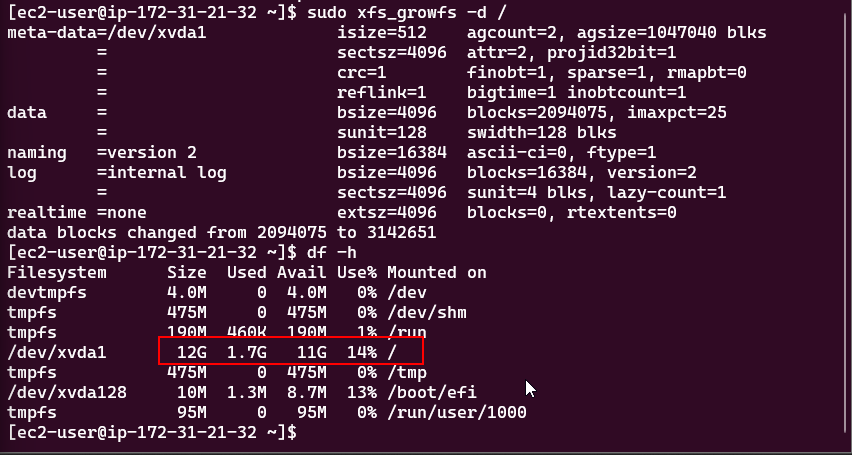 [ec2-user@ip-172-31-21-32 ~]$ sudo xfs_growfs -d /
meta-data=/dev/xvda1             isize=512    agcount=2, agsize=1047040 blks
         =                       sectsz=4096  attr=2, projid32bit=1
         =                       crc=1        finobt=1, sparse=1, rmapbt=0
         =                       reflink=1    bigtime=1 inobtcount=1
data     =                       bsize=4096   blocks=2094075, imaxpct=25
         =                       sunit=128    swidth=128 blks
naming   =version 2              bsize=16384  ascii-ci=0, ftype=1
log      =internal log           bsize=4096   blocks=16384, version=2
         =                       sectsz=4096  sunit=4 blks, lazy-count=1
realtime =none                   extsz=4096   blocks=0, rtextents=0
data blocks changed from 2094075 to 3142651
[ec2-user@ip-172-31-21-32 ~]$ df -h
Filesystem      Size  Used Avail Use% Mounted on
devtmpfs        4.0M     0  4.0M   0% /dev
tmpfs           475M     0  475M   0% /dev/shm
tmpfs           190M  460K  190M   1% /run
/dev/xvda1       12G  1.7G   11G  14% /
tmpfs           475M     0  475M   0% /tmp
/dev/xvda128     10M  1.3M  8.7M  13% /boot/efi
tmpfs            95M     0   95M   0% /run/user/1000
[ec2-user@ip-172-31-21-32 ~]$